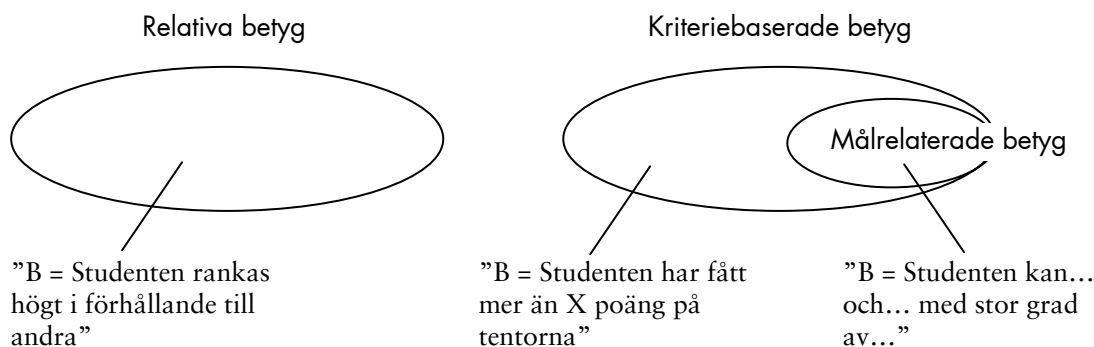 Relativa betyg
Kriteriebaserade betyg
Målrelaterade betyg
”B = Studenten rankas
högt i förhållande till
andra”
”B = Studenten har fått
mer än X poäng på
tentorna”
”B = Studenten kan…
och… med stor grad
av…”